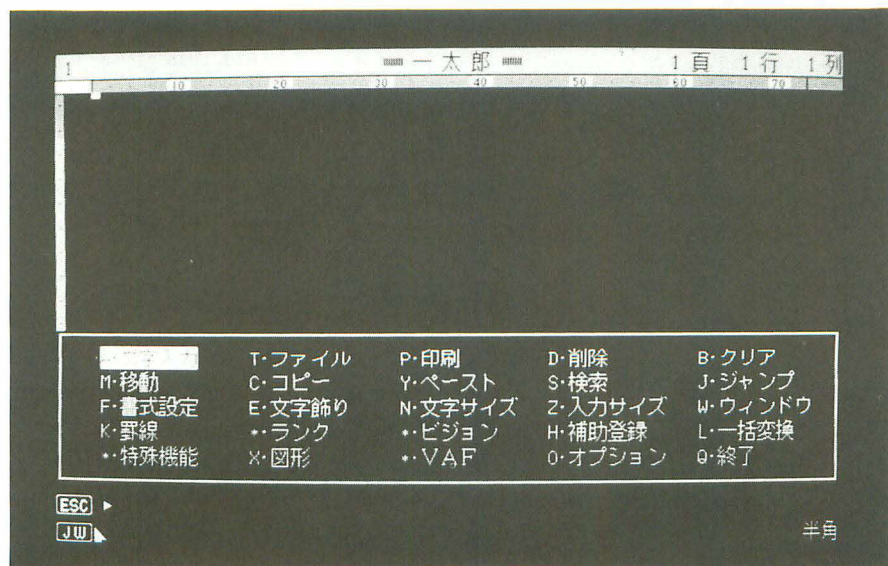 1 一太郎 1頁 1行 1列
10 20 30 40 50 60 70
T・ファイル P・印刷 D・削除 B・クリア
M・移動 C・コピー Y・ペースト S・検索 J・ジャンプ
F・書式設定 E・文字飾り N・文字サイズ Z・入力サイズ W・ウィンドウ
K・罫線 *・ランク *・ビジョン H・補助登録 L・一括変換
*・特殊機能 X・図形 *・VAF O・オプション Q・終了
ESC
JW 半角